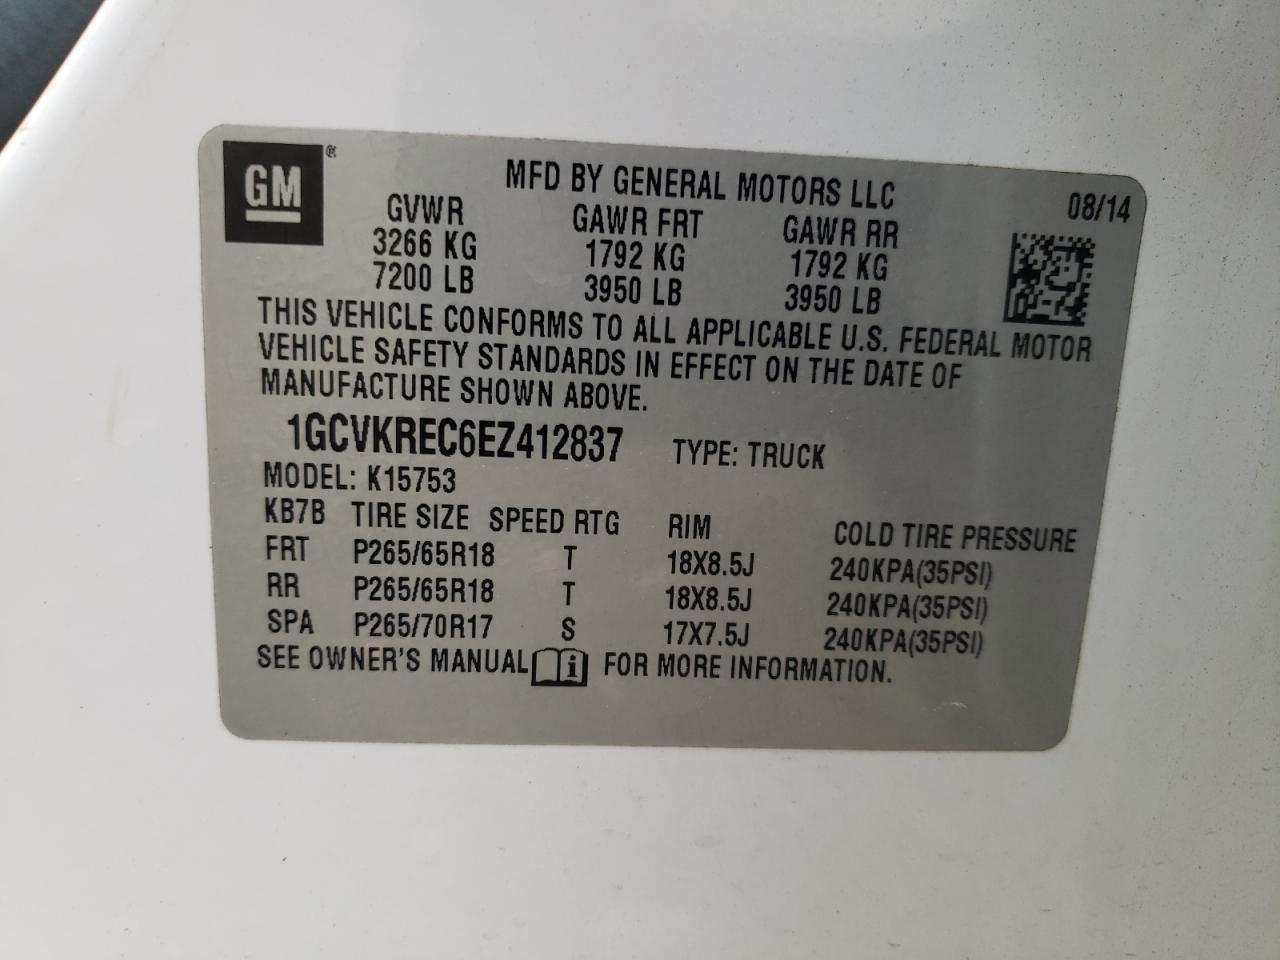 GM®
MFD BY GENERAL MOTORS LLC 08/14
GVWR GAWR FRT GAWR RR
3266 KG 1792 KG 1792 KG
7200 LB 3950 LB 3950 LB
THIS VEHICLE CONFORMS TO ALL APPLICABLE U.S. FEDERAL MOTOR
VEHICLE SAFETY STANDARDS IN EFFECT ON THE DATE OF
MANUFACTURE SHOWN ABOVE.
1GCVKREC6EZ412837 TYPE: TRUCK
MODEL: K15753
KB7B TIRE SIZE SPEED RTG RIM COLD TIRE PRESSURE
FRT P265/65R18 T 18X8.5J 240KPA(35PSI)
RR P265/65R18 T 18X8.5J 240KPA(35PSI)
SPA P265/70R17 S 17X7.5J 240KPA(35PSI)
SEE OWNER'S MANUAL i FOR MORE INFORMATION.